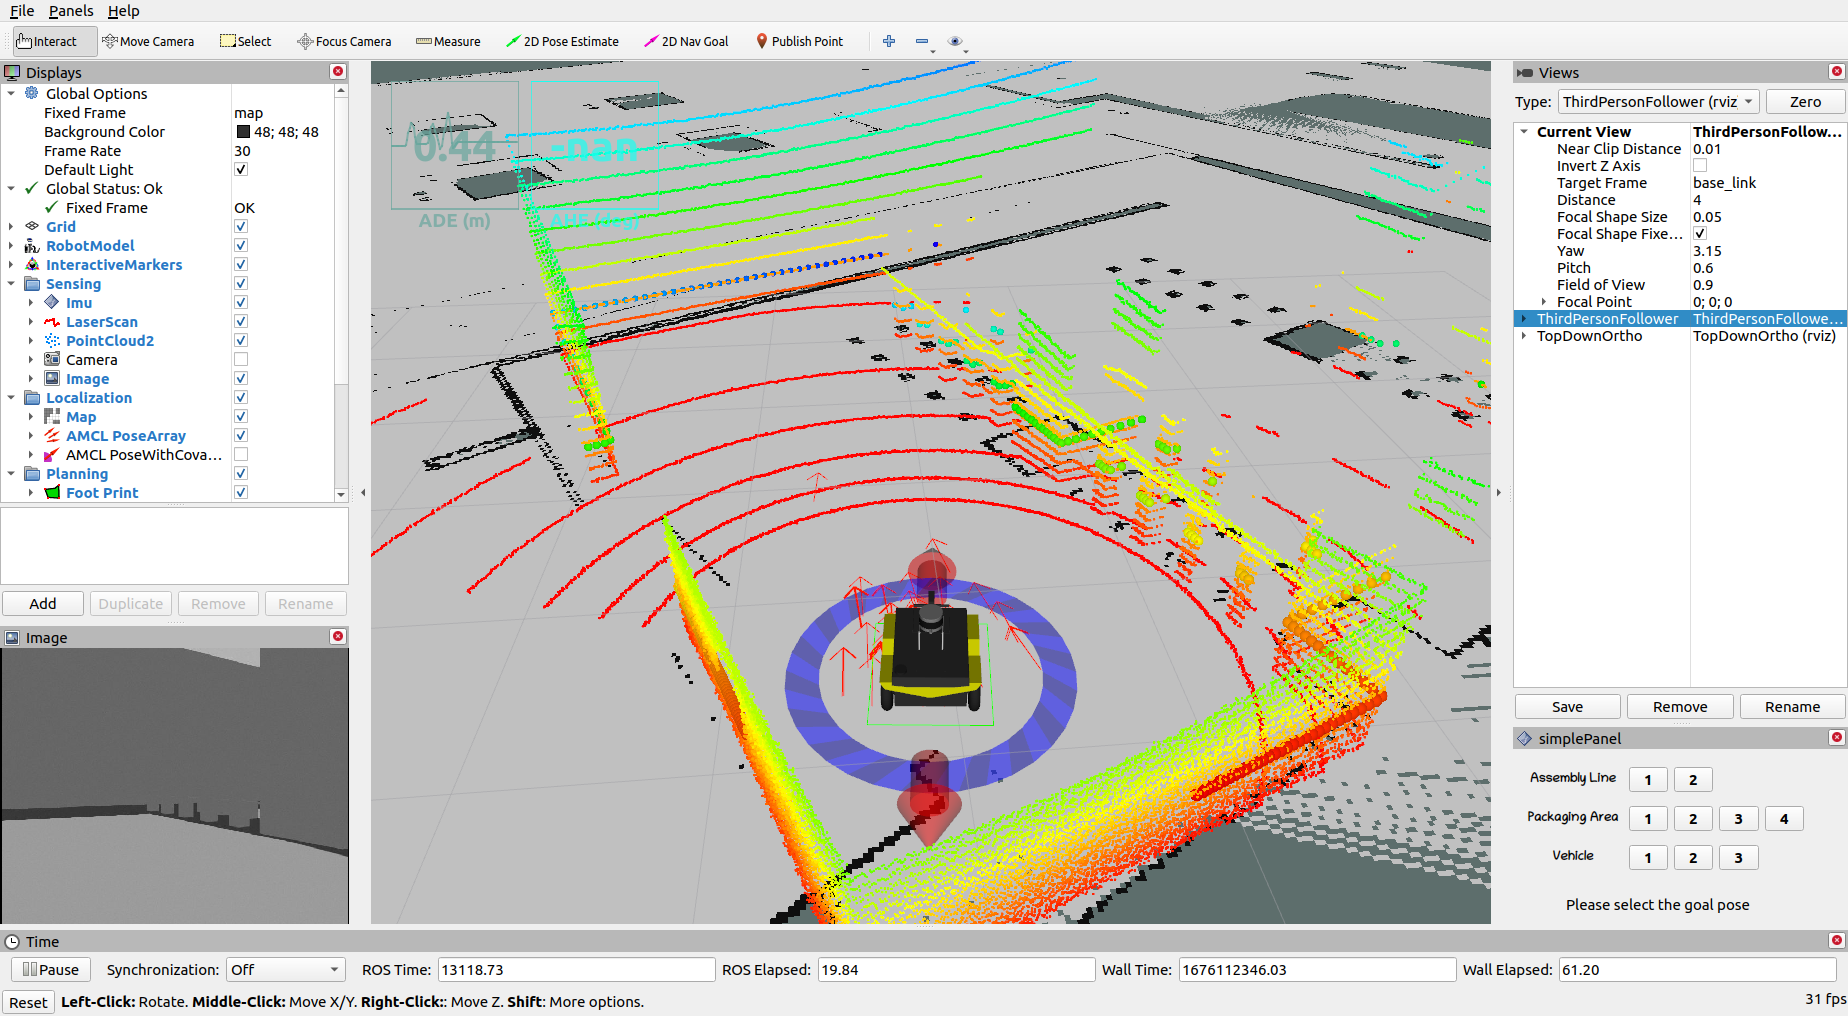 File Panels Help
Interact Move Camera Select Focus Camera Measure 2D Pose Estimate 2D Nav Goal Publish Point
Displays
Global Options
Fixed Frame map
Background Color 48; 48; 48
Frame Rate 30
Default Light
Global Status: Ok
Fixed Frame OK
Grid
RobotModel
InteractiveMarkers
Sensing
Imu
LaserScan
PointCloud2
Camera
Image
Localization
Map
AMCL PoseArray
AMCL PoseWithCova...
Planning
Foot Print
Add Duplicate Remove Rename
Image
0.44 -nan
ADE (m) AHE (deg)
Views
Type: ThirdPersonFollower (rviz Zero
Current View ThirdPersonFollow...
Near Clip Distance 0.01
Invert Z Axis
Target Frame base_link
Distance 4
Focal Shape Size 0.05
Focal Shape Fixe...
Yaw 3.15
Pitch 0.6
Field of View 0.9
Focal Point 0; 0; 0
ThirdPersonFollower ThirdPersonFollowe...
TopDownOrtho TopDownOrtho (rviz)
Save Remove Rename
simplePanel
Assembly Line 1 2
Packaging Area 1 2 3 4
Vehicle 1 2 3
Please select the goal pose
Time
Pause Synchronization: Off ROS Time: 13118.73 ROS Elapsed: 19.84 Wall Time: 1676112346.03 Wall Elapsed: 61.20
Reset Left-Click: Rotate. Middle-Click: Move X/Y. Right-Click:: Move Z. Shift: More options. 31 fps